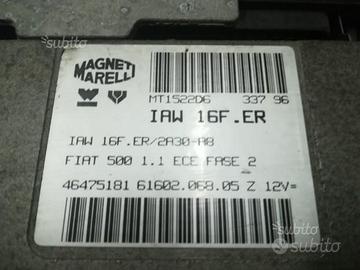 subito
MAGNETI
MARELLI
MT1522D6 337 96
IAW 16F.ER
IAW 16F.ER/2A30-A8
FIAT 500 1.1 ECE FASE 2
46475181 61602.068.05 Z 12V=
subito